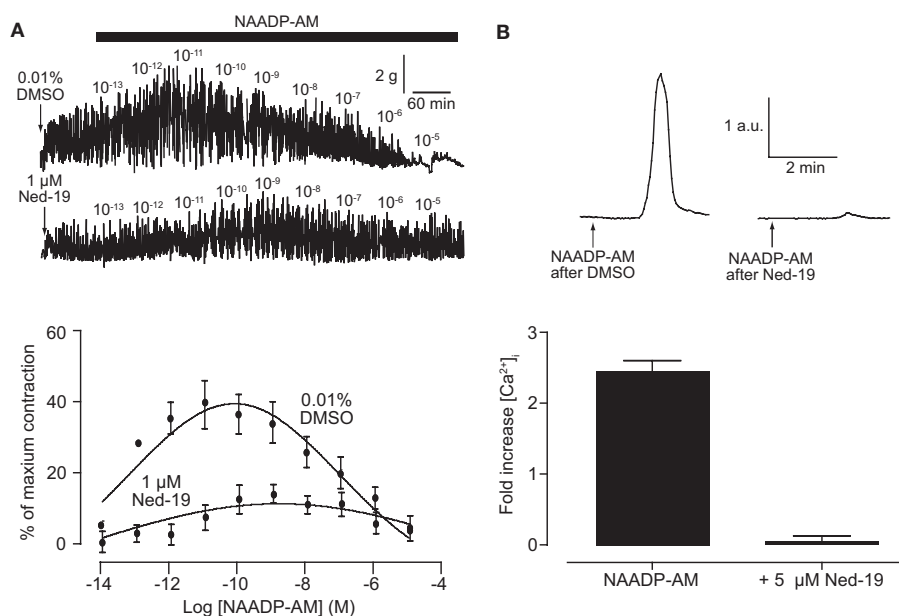 A
NAADP-AM
0.01%
DMSO
10⁻¹³
10⁻¹²
10⁻¹¹
10⁻¹⁰
10⁻⁹
10⁻⁸
10⁻⁷
10⁻⁶
10⁻⁵
2 g
60 min
1 µM
Ned-19
10⁻¹³
10⁻¹²
10⁻¹¹
10⁻¹⁰
10⁻⁹
10⁻⁸
10⁻⁷
10⁻⁶
10⁻⁵
% of maxium contraction
60
40
20
0
0.01%
DMSO
1 µM
Ned-19
-14 -12 -10 -8 -6 -4
Log [NAADP-AM] (M)
B
1 a.u.
2 min
NAADP-AM
after DMSO
NAADP-AM
after Ned-19
Fold increase [Ca²⁺]ᵢ
3
2
1
0
NAADP-AM
+ 5 µM Ned-19